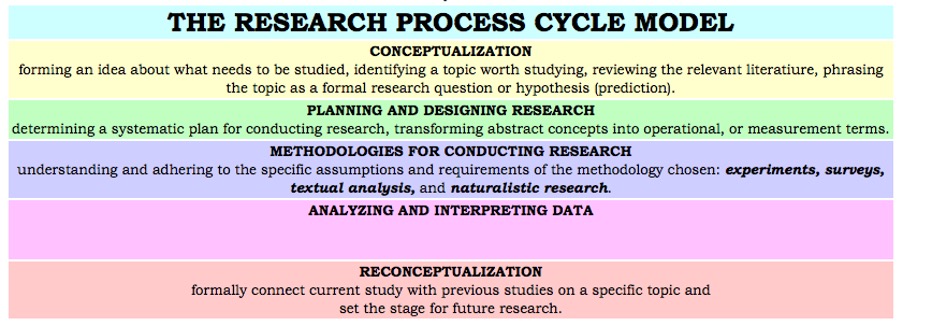 THE RESEARCH PROCESS CYCLE MODEL
CONCEPTUALIZATION
forming an idea about what needs to be studied, identifying a topic worth studying, reviewing the relevant literatiure, phrasing
the topic as a formal research question or hypothesis (prediction).
PLANNING AND DESIGNING RESEARCH
determining a systematic plan for conducting research, transforming abstract concepts into operational, or measurement terms.
METHODOLOGIES FOR CONDUCTING RESEARCH
understanding and adhering to the specific assumptions and requirements of the methodology chosen: experiments, surveys,
textual analysis, and naturalistic research.
ANALYZING AND INTERPRETING DATA
RECONCEPTUALIZATION
formally connect current study with previous studies on a specific topic and
set the stage for future research.